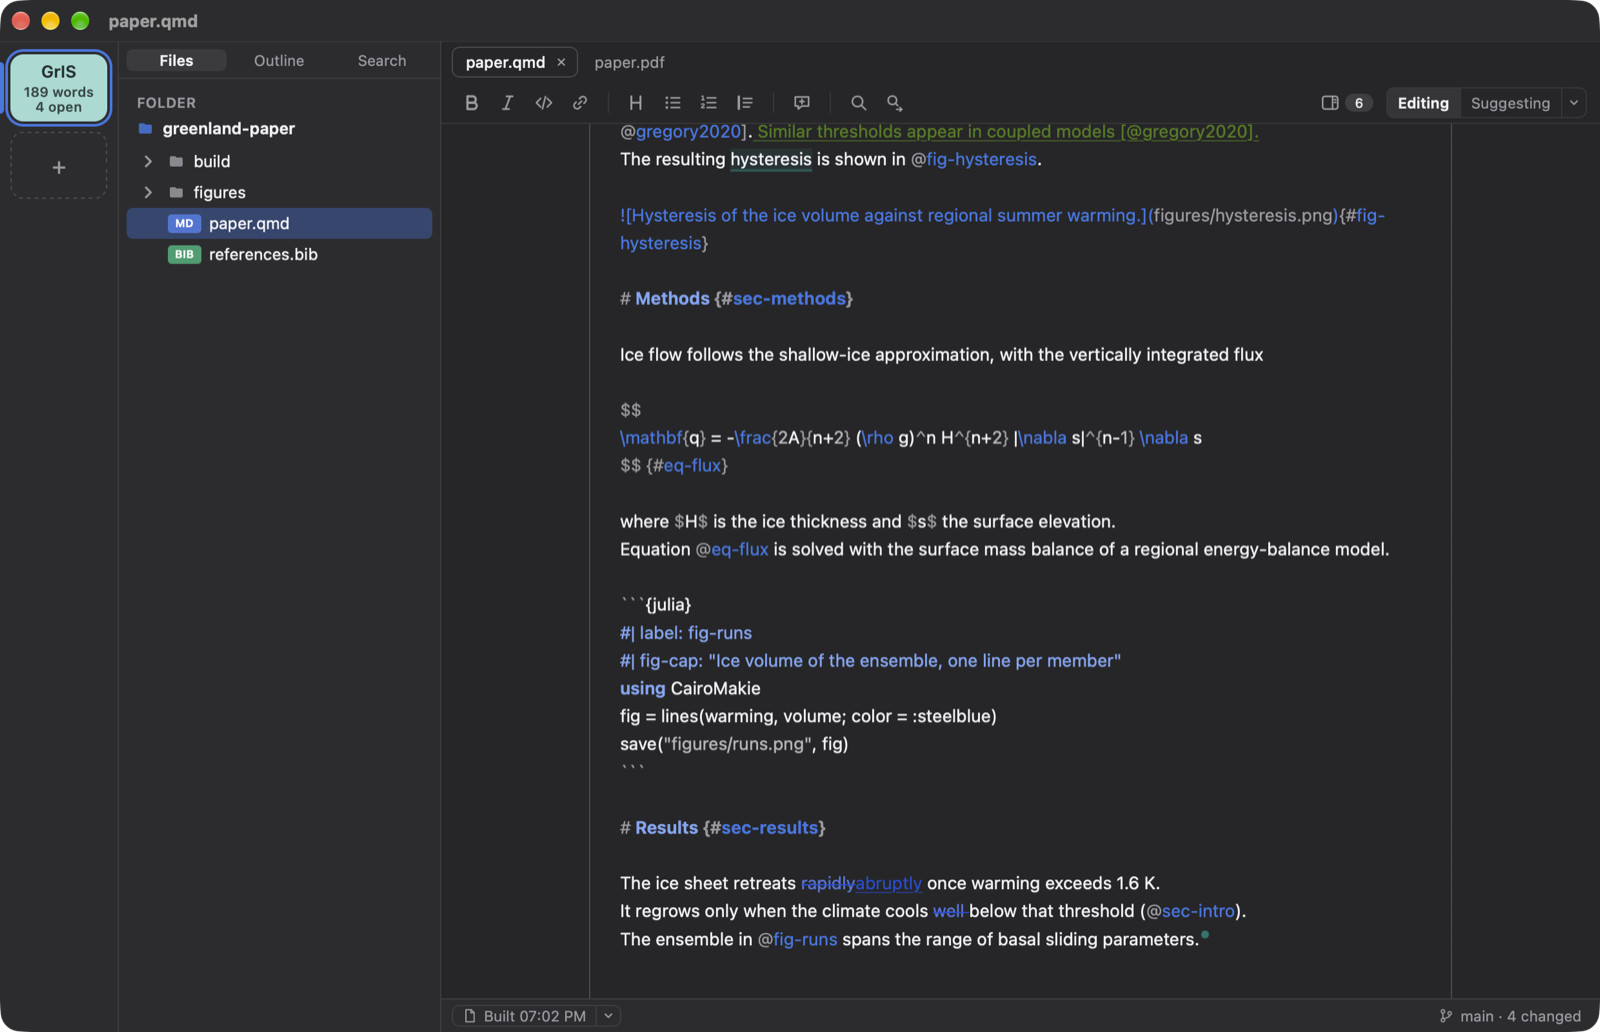 paper.qmd
GrIS
189 words
4 open
+
Files Outline Search
FOLDER
greenland-paper
build
figures
MD paper.qmd
BIB references.bib
paper.qmd × paper.pdf
B I </> H 6 Editing Suggesting
@gregory2020]. Similar thresholds appear in coupled models [@gregory2020].
The resulting hysteresis is shown in @fig-hysteresis.
![Hysteresis of the ice volume against regional summer warming.](figures/hysteresis.png){#fig-
hysteresis}
# Methods {#sec-methods}
Ice flow follows the shallow-ice approximation, with the vertically integrated flux
$$
\mathbf{q} = -\frac{2A}{n+2} (\rho g)^n H^{n+2} |\nabla s|^{n-1} \nabla s
$$ {#eq-flux}
where $H$ is the ice thickness and $s$ the surface elevation.
Equation @eq-flux is solved with the surface mass balance of a regional energy-balance model.
```{julia}
#| label: fig-runs
#| fig-cap: "Ice volume of the ensemble, one line per member"
using CairoMakie
fig = lines(warming, volume; color = :steelblue)
save("figures/runs.png", fig)
```
# Results {#sec-results}
The ice sheet retreats rapidlyabruptly once warming exceeds 1.6 K.
It regrows only when the climate cools well below that threshold (@sec-intro).
The ensemble in @fig-runs spans the range of basal sliding parameters.
Built 07:02 PM
main · 4 changed